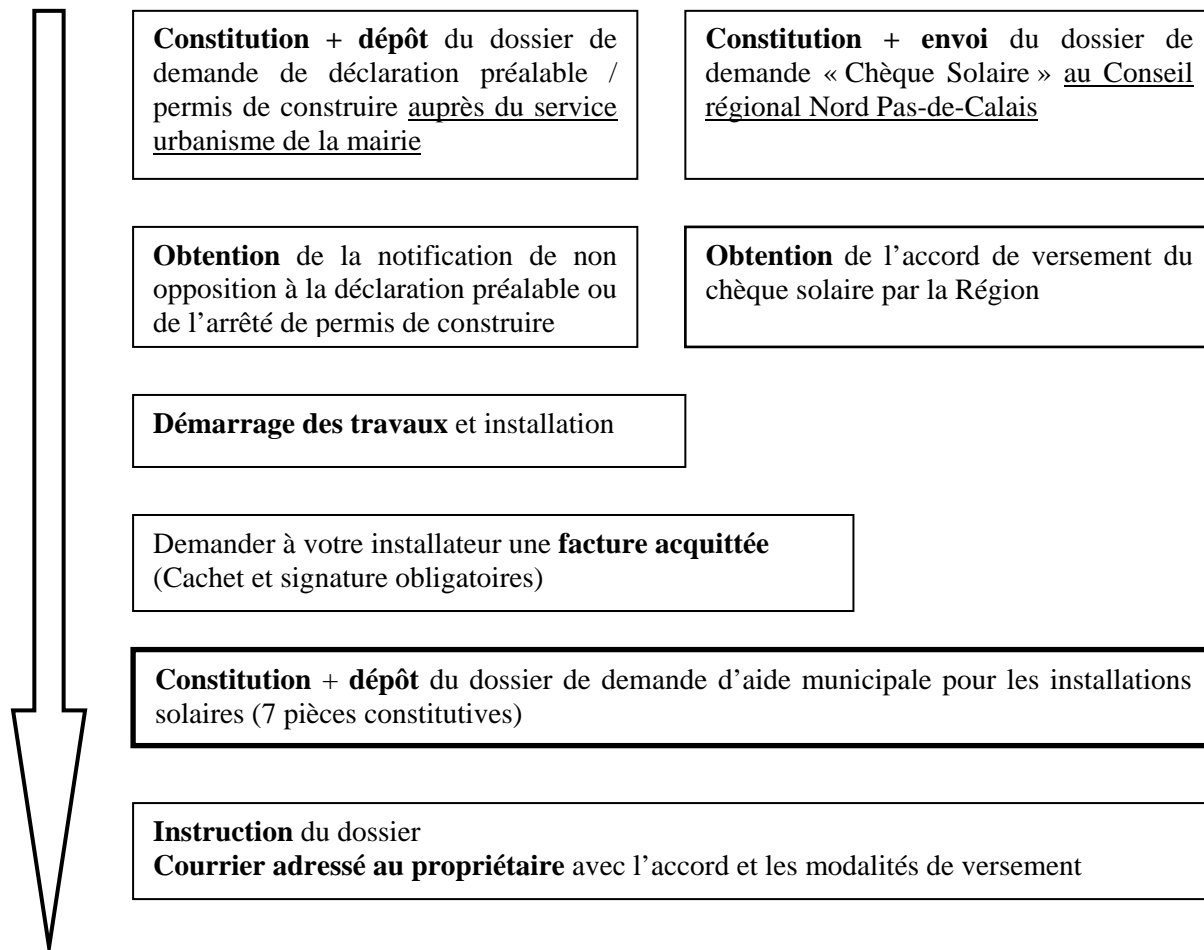 Constitution + dépôt du dossier de
demande de déclaration préalable /
permis de construire auprès du service
urbanisme de la mairie
Constitution + envoi du dossier de
demande « Chèque Solaire » au Conseil
régional Nord Pas-de-Calais
Obtention de la notification de non
opposition à la déclaration préalable ou
de l'arrêté de permis de construire
Obtention de l'accord de versement du
chèque solaire par la Région
Démarrage des travaux et installation
Demander à votre installateur une facture acquittée
(Cachet et signature obligatoires)
Constitution + dépôt du dossier de demande d'aide municipale pour les installations
solaires (7 pièces constitutives)
Instruction du dossier
Courrier adressé au propriétaire avec l'accord et les modalités de versement